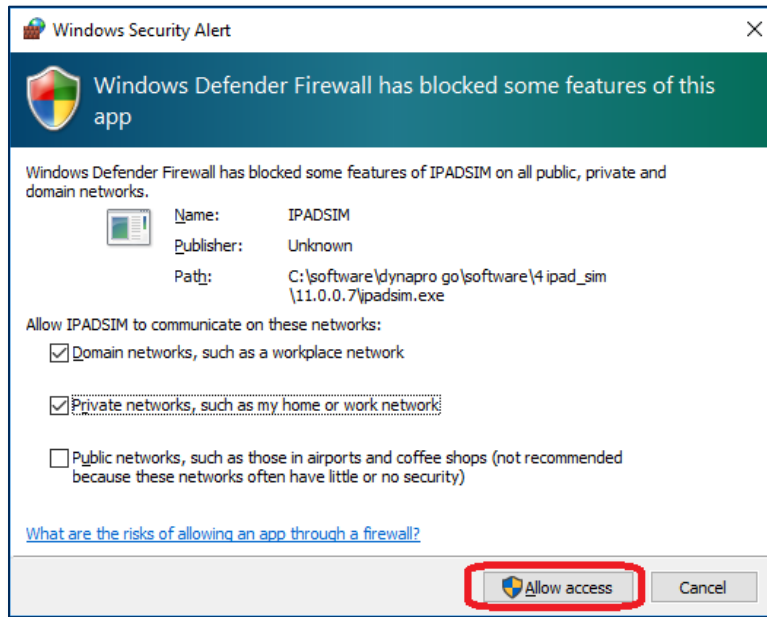 Windows Security Alert
Windows Defender Firewall has blocked some features of this
app
Windows Defender Firewall has blocked some features of IPADSIM on all public, private and
domain networks.
Name: IPADSIM
Publisher: Unknown
Path: C:\software\dynapro go\software\4 ipad_sim
\11.0.0.7\ipadsim.exe
Allow IPADSIM to communicate on these networks:
Domain networks, such as a workplace network
Private networks, such as my home or work network
Public networks, such as those in airports and coffee shops (not recommended
because these networks often have little or no security)
What are the risks of allowing an app through a firewall?
Allow access Cancel